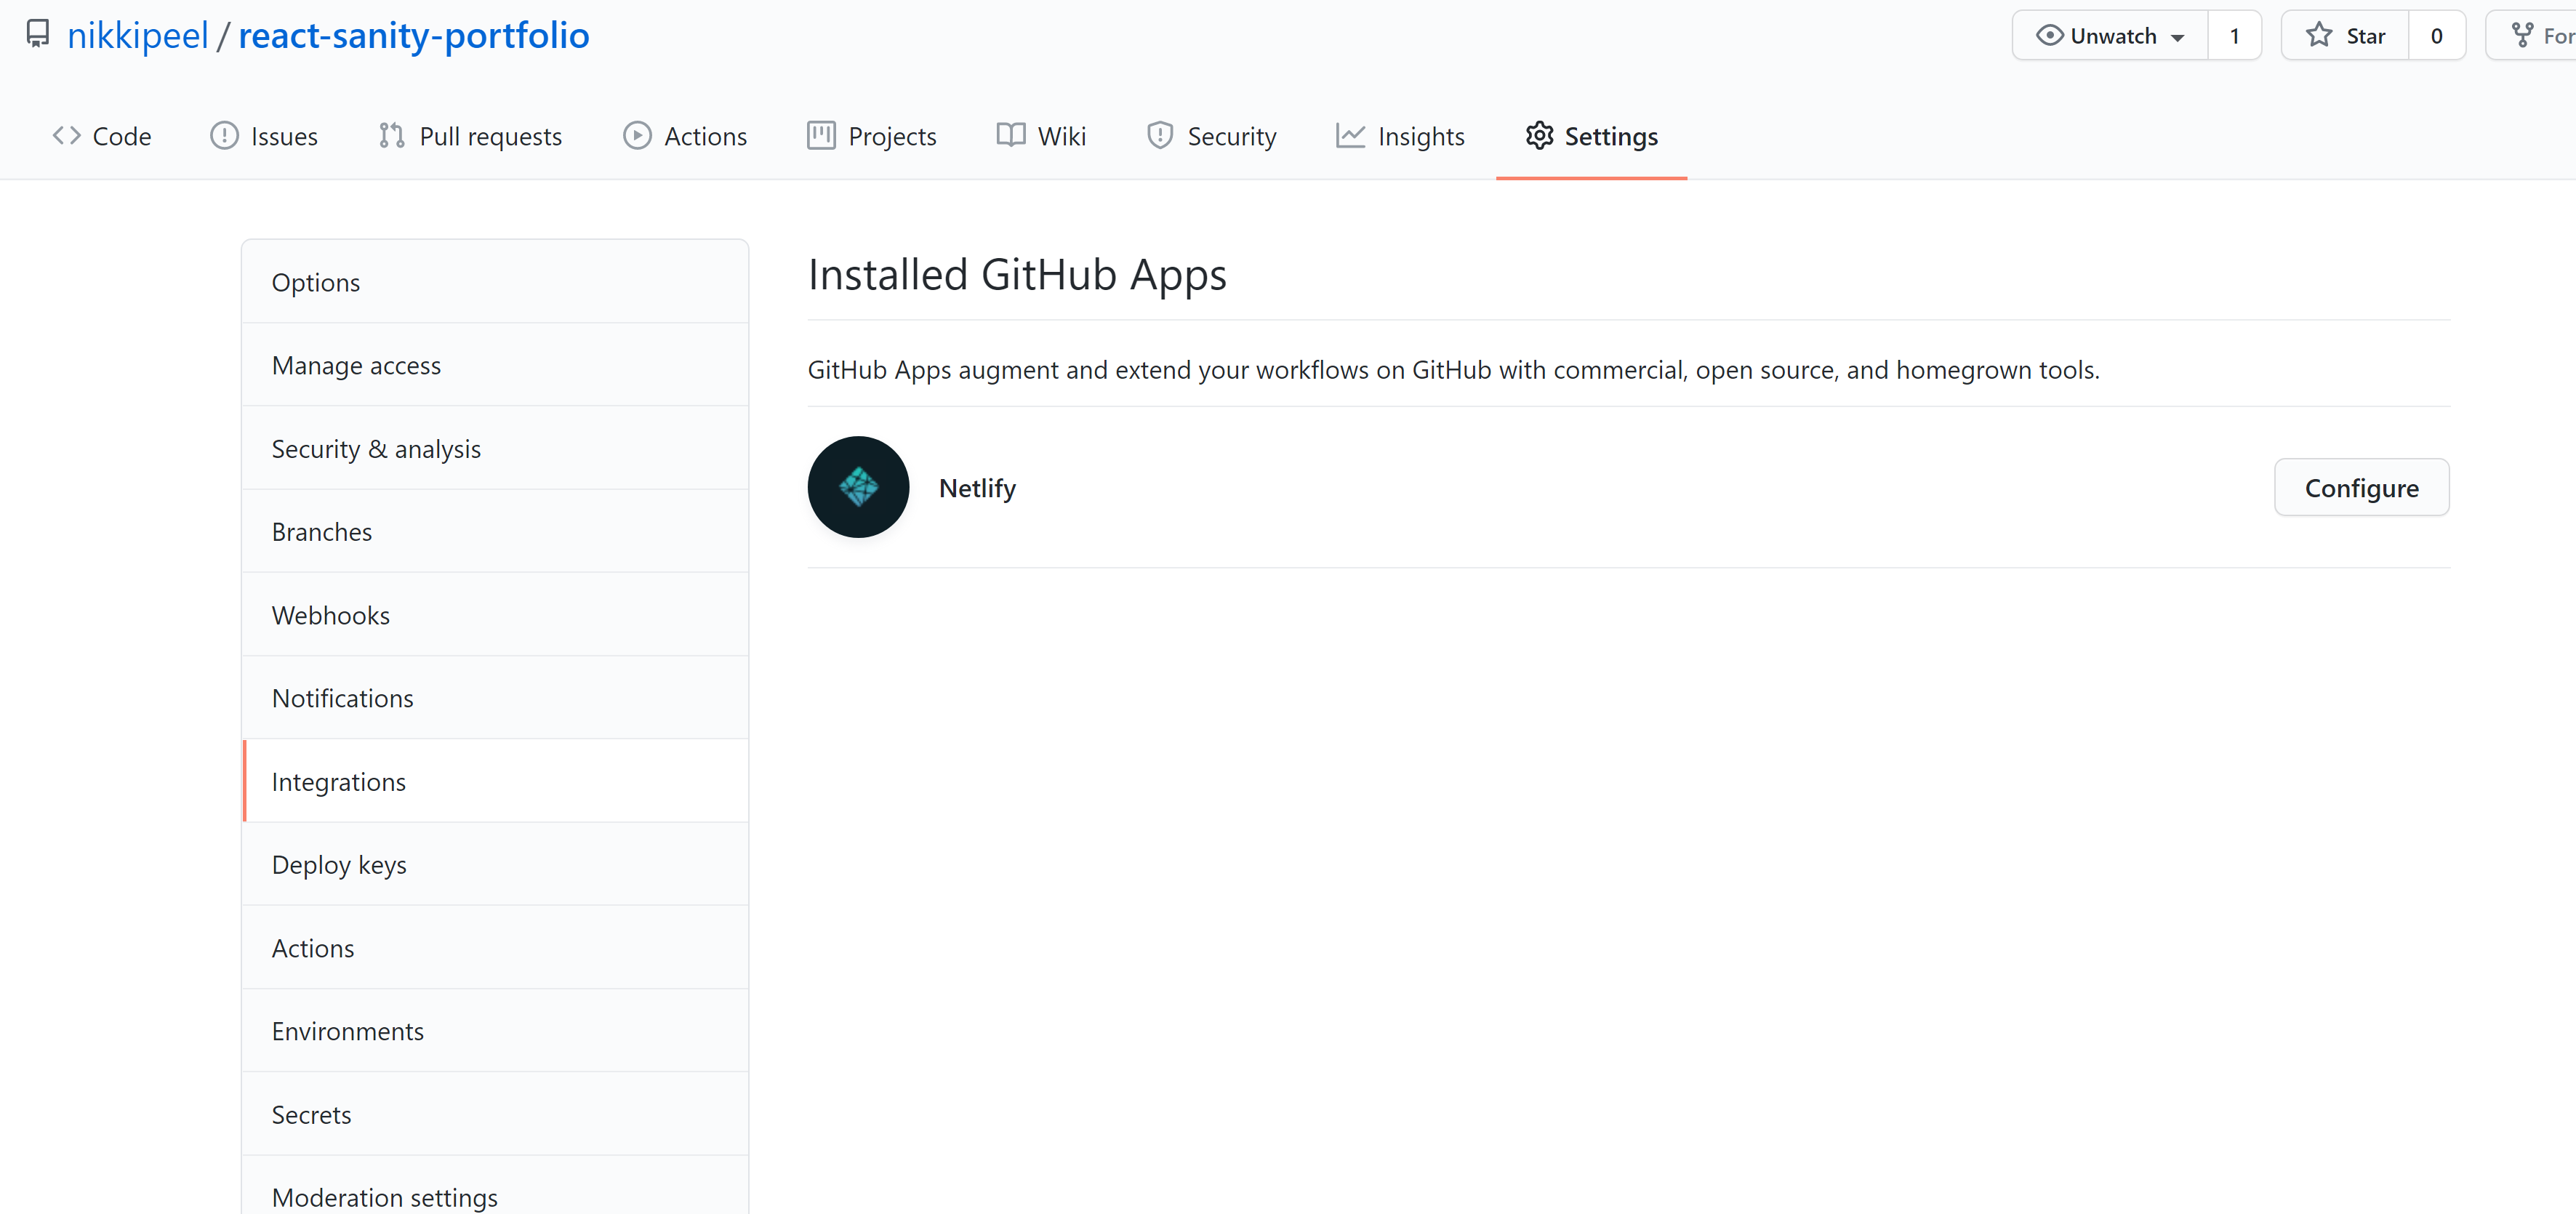 nikkipeel / react-sanity-portfolio
Unwatch 1 Star 0 For
Code Issues Pull requests Actions Projects Wiki Security Insights Settings
Options
Manage access
Security & analysis
Branches
Webhooks
Notifications
Integrations
Deploy keys
Actions
Environments
Secrets
Moderation settings
Installed GitHub Apps
GitHub Apps augment and extend your workflows on GitHub with commercial, open source, and homegrown tools.
Netlify
Configure